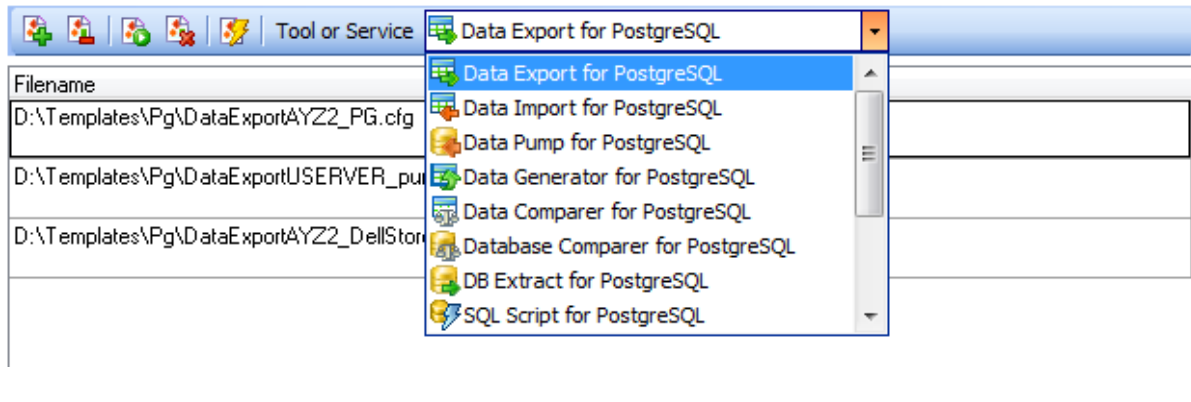 Tool or Service Data Export for PostgreSQL
Filename
D:\Templates\Pg\DataExportAYZ2_PG.cfg
D:\Templates\Pg\DataExportUSERVER_pu
D:\Templates\Pg\DataExportAYZ2_DellStor
Data Export for PostgreSQL
Data Import for PostgreSQL
Data Pump for PostgreSQL
Data Generator for PostgreSQL
Data Comparer for PostgreSQL
Database Comparer for PostgreSQL
DB Extract for PostgreSQL
SQL Script for PostgreSQL